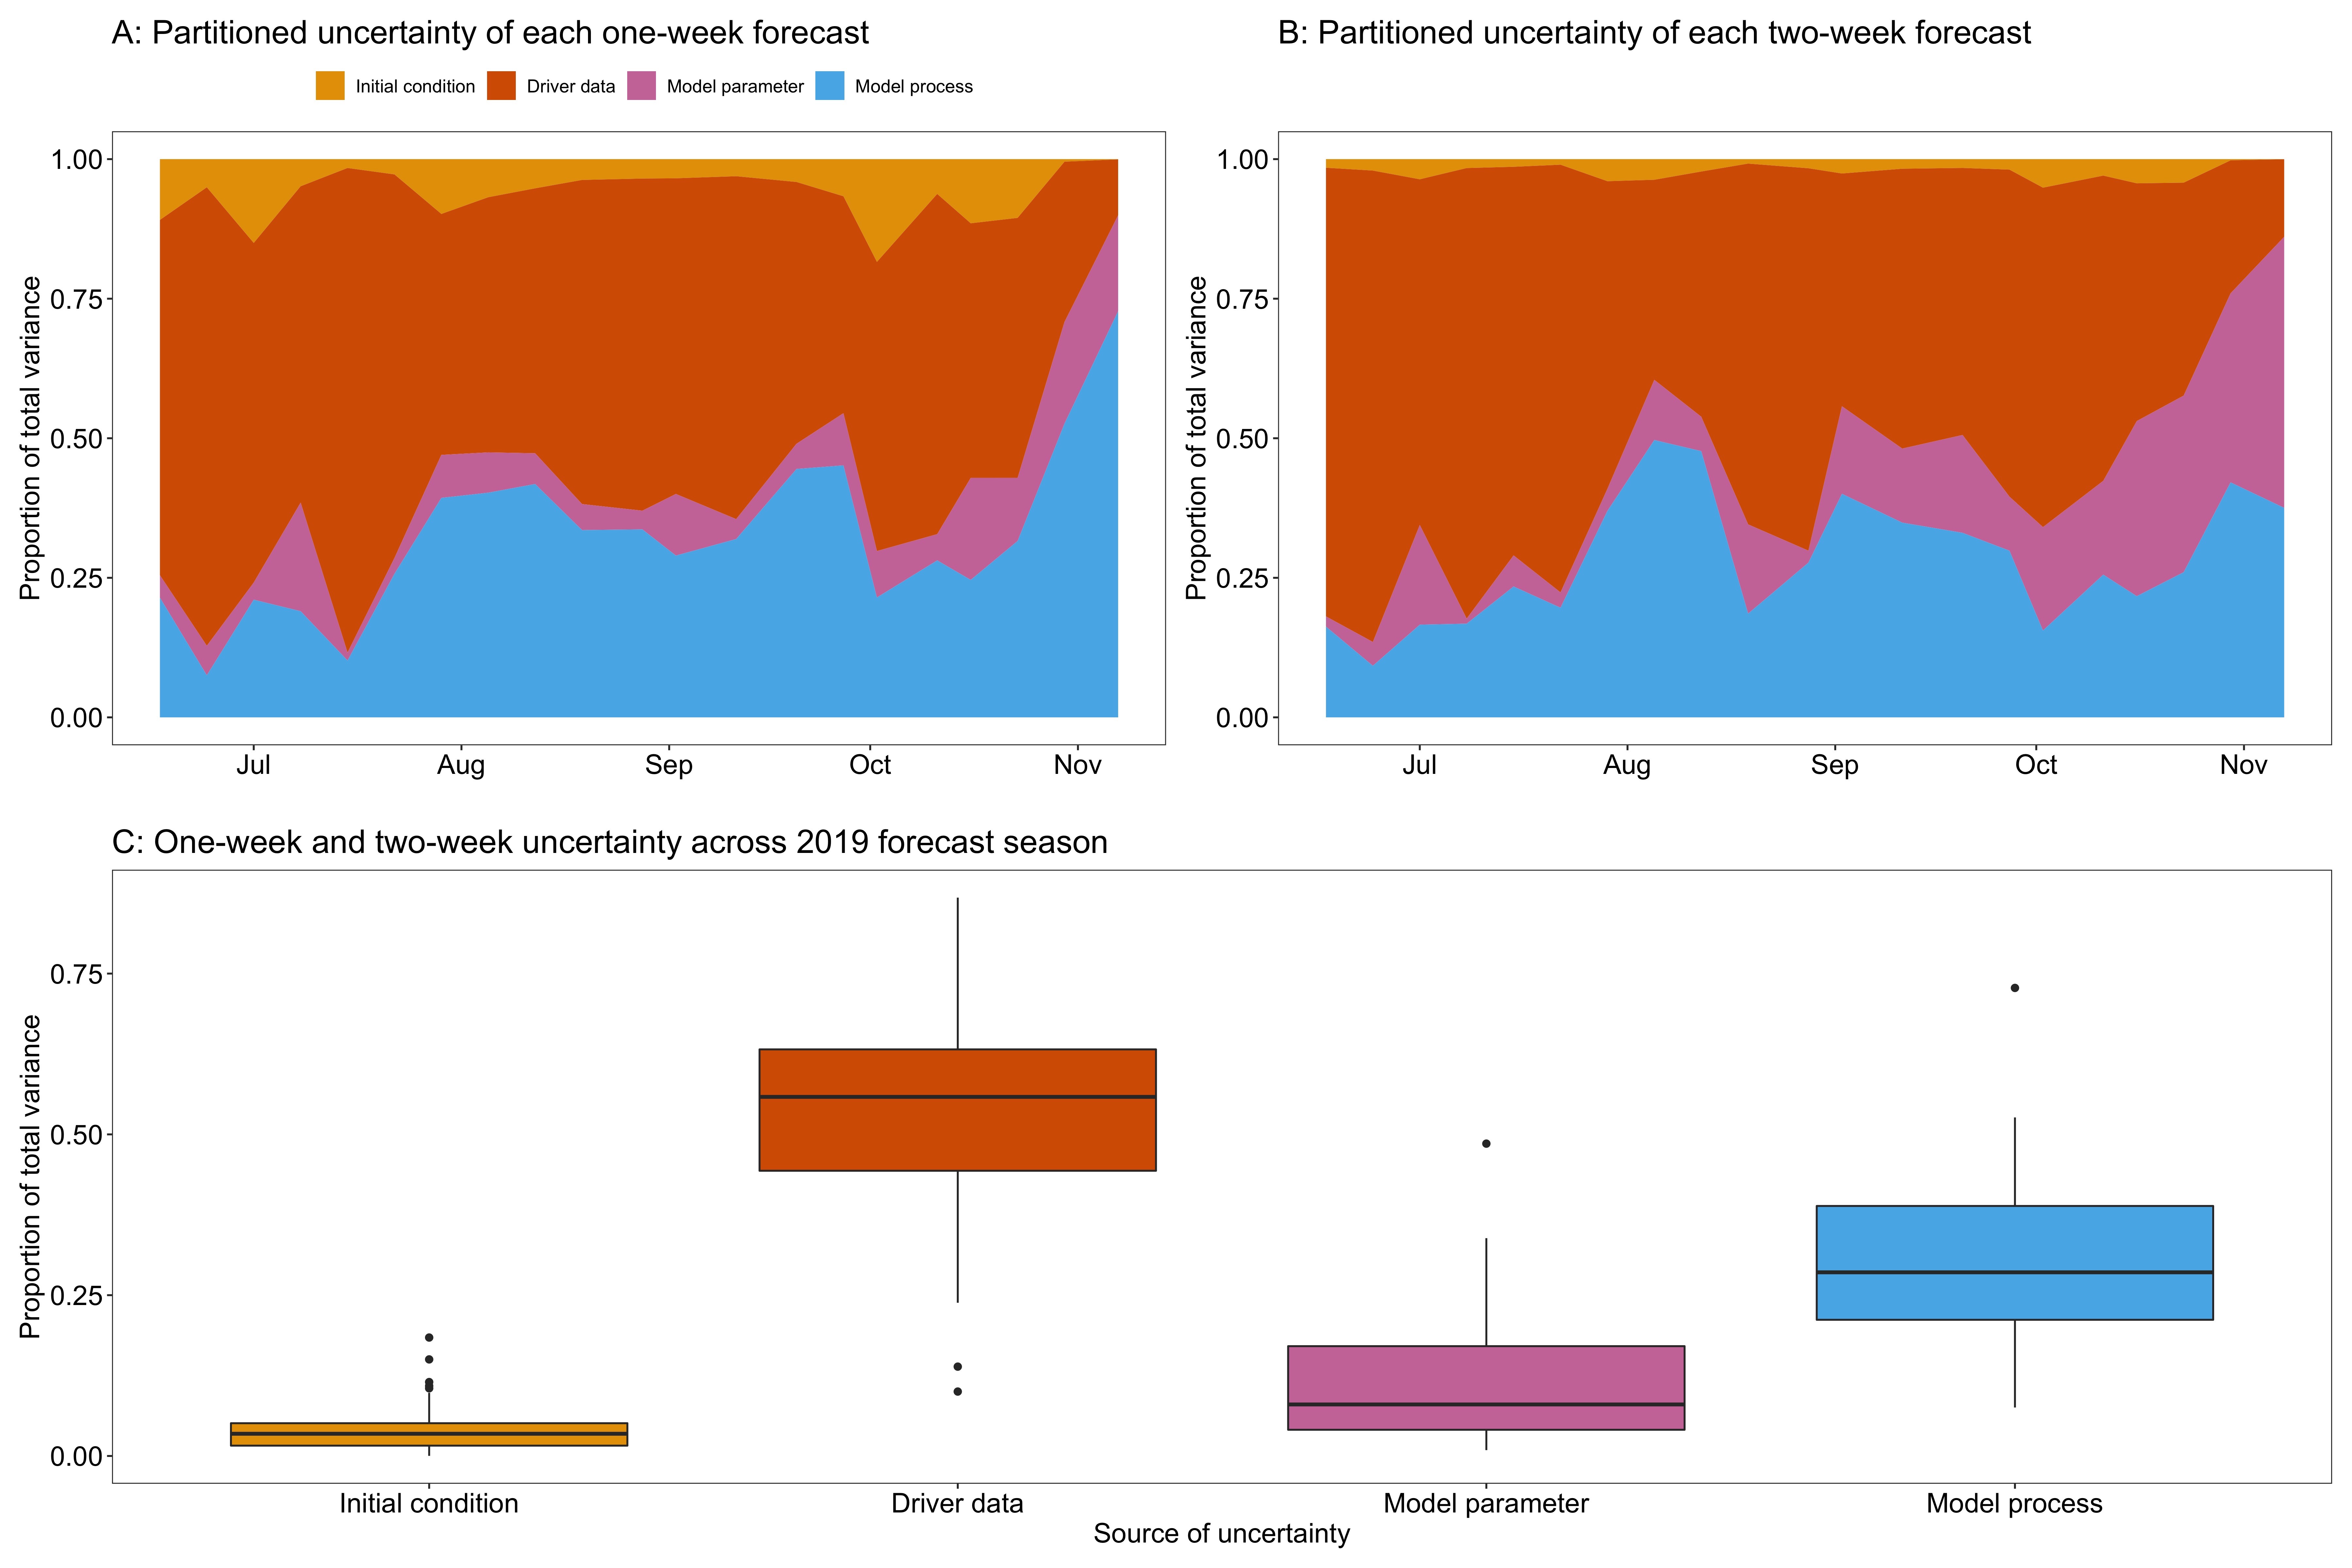 A: Partitioned uncertainty of each one-week forecast
Initial condition Driver data Model parameter Model process
Proportion of total variance
1.00
0.75
0.50
0.25
0.00
Jul Aug Sep Oct Nov
B: Partitioned uncertainty of each two-week forecast
Proportion of total variance
1.00
0.75
0.50
0.25
0.00
Jul Aug Sep Oct Nov
C: One-week and two-week uncertainty across 2019 forecast season
Proportion of total variance
0.75
0.50
0.25
0.00
Initial condition Driver data Model parameter Model process
Source of uncertainty